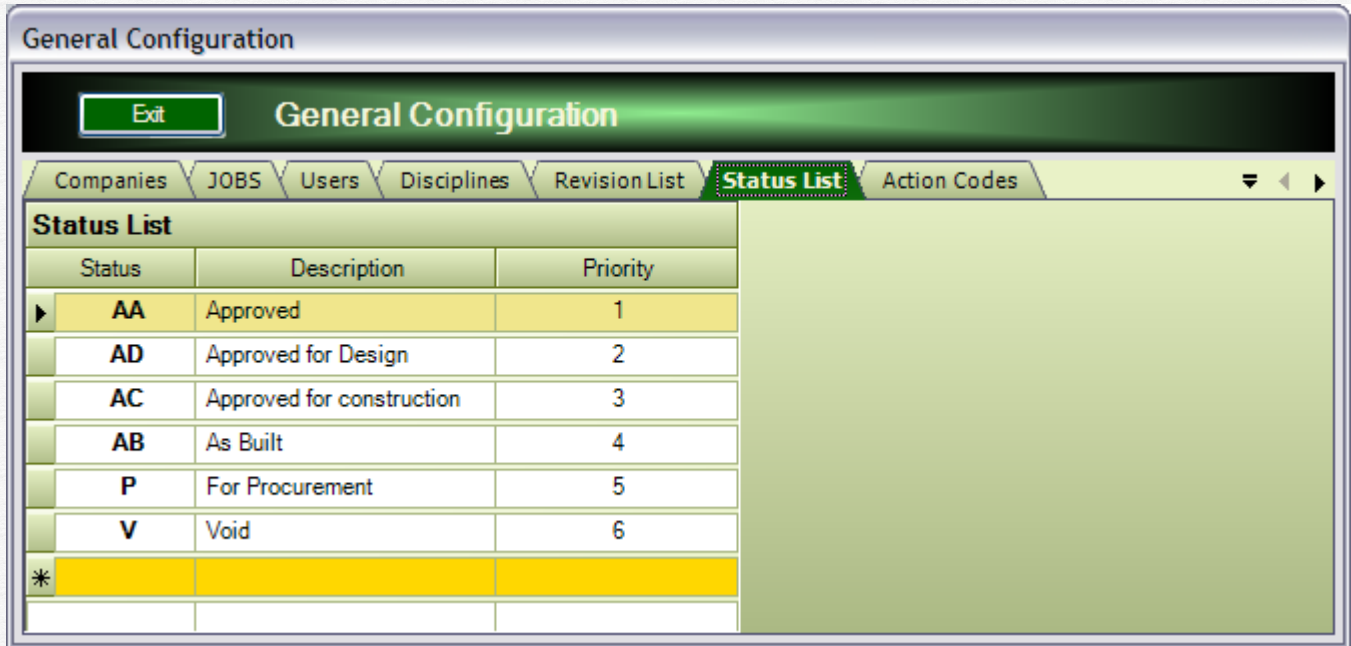 General Configuration
Exit General Configuration
Companies JOBS Users Disciplines Revision List Status List Action Codes
Status List
Status Description Priority
AA Approved 1
AD Approved for Design 2
AC Approved for construction 3
AB As Built 4
P For Procurement 5
V Void 6